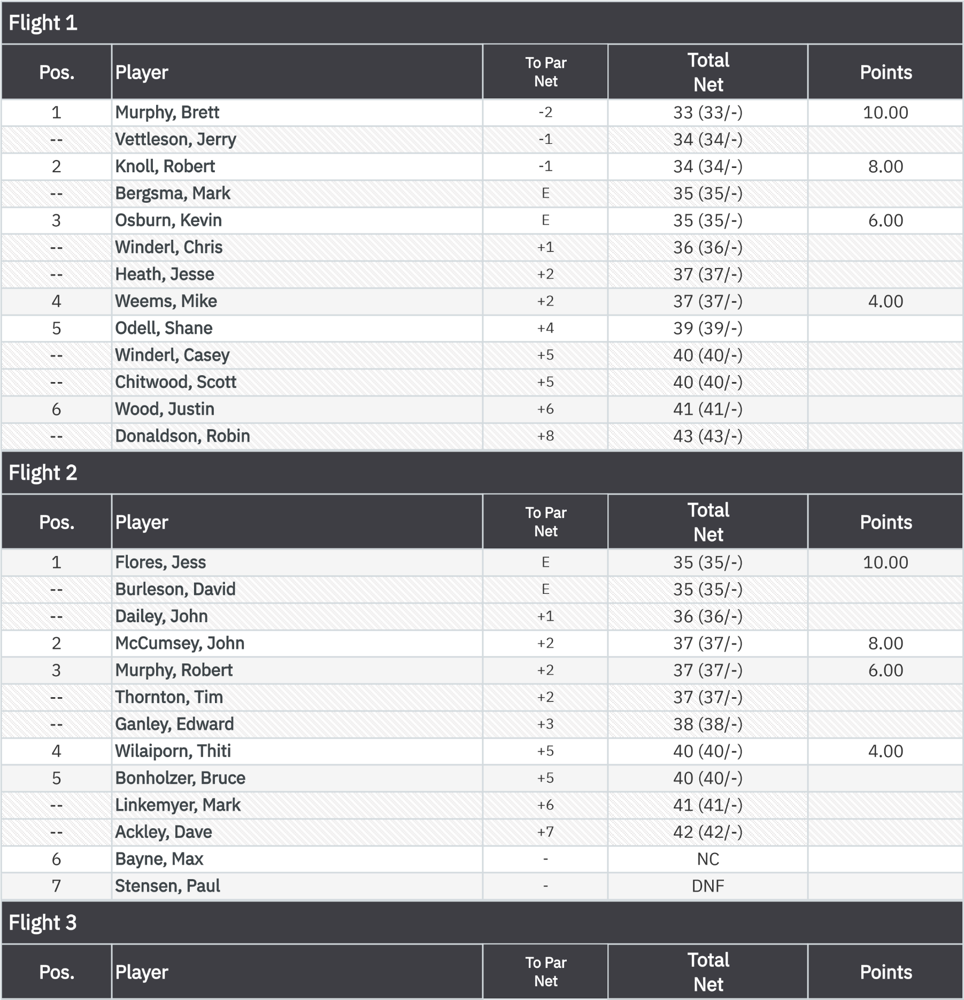 Flight 1
Pos. Player To Par Net Total Net Points
1 Murphy, Brett -2 33 (33/-) 10.00
-- Vettleson, Jerry -1 34 (34/-)
2 Knoll, Robert -1 34 (34/-) 8.00
-- Bergsma, Mark E 35 (35/-)
3 Osburn, Kevin E 35 (35/-) 6.00
-- Winderl, Chris +1 36 (36/-)
-- Heath, Jesse +2 37 (37/-)
4 Weems, Mike +2 37 (37/-) 4.00
5 Odell, Shane +4 39 (39/-)
-- Winderl, Casey +5 40 (40/-)
-- Chitwood, Scott +5 40 (40/-)
6 Wood, Justin +6 41 (41/-)
-- Donaldson, Robin +8 43 (43/-)
Flight 2
Pos. Player To Par Net Total Net Points
1 Flores, Jess E 35 (35/-) 10.00
-- Burleson, David E 35 (35/-)
-- Dailey, John +1 36 (36/-)
2 McCumsey, John +2 37 (37/-) 8.00
3 Murphy, Robert +2 37 (37/-) 6.00
-- Thornton, Tim +2 37 (37/-)
-- Ganley, Edward +3 38 (38/-)
4 Wilaiporn, Thiti +5 40 (40/-) 4.00
5 Bonholzer, Bruce +5 40 (40/-)
-- Linkemyer, Mark +6 41 (41/-)
-- Ackley, Dave +7 42 (42/-)
6 Bayne, Max - NC
7 Stensen, Paul - DNF
Flight 3
Pos. Player To Par Net Total Net Points